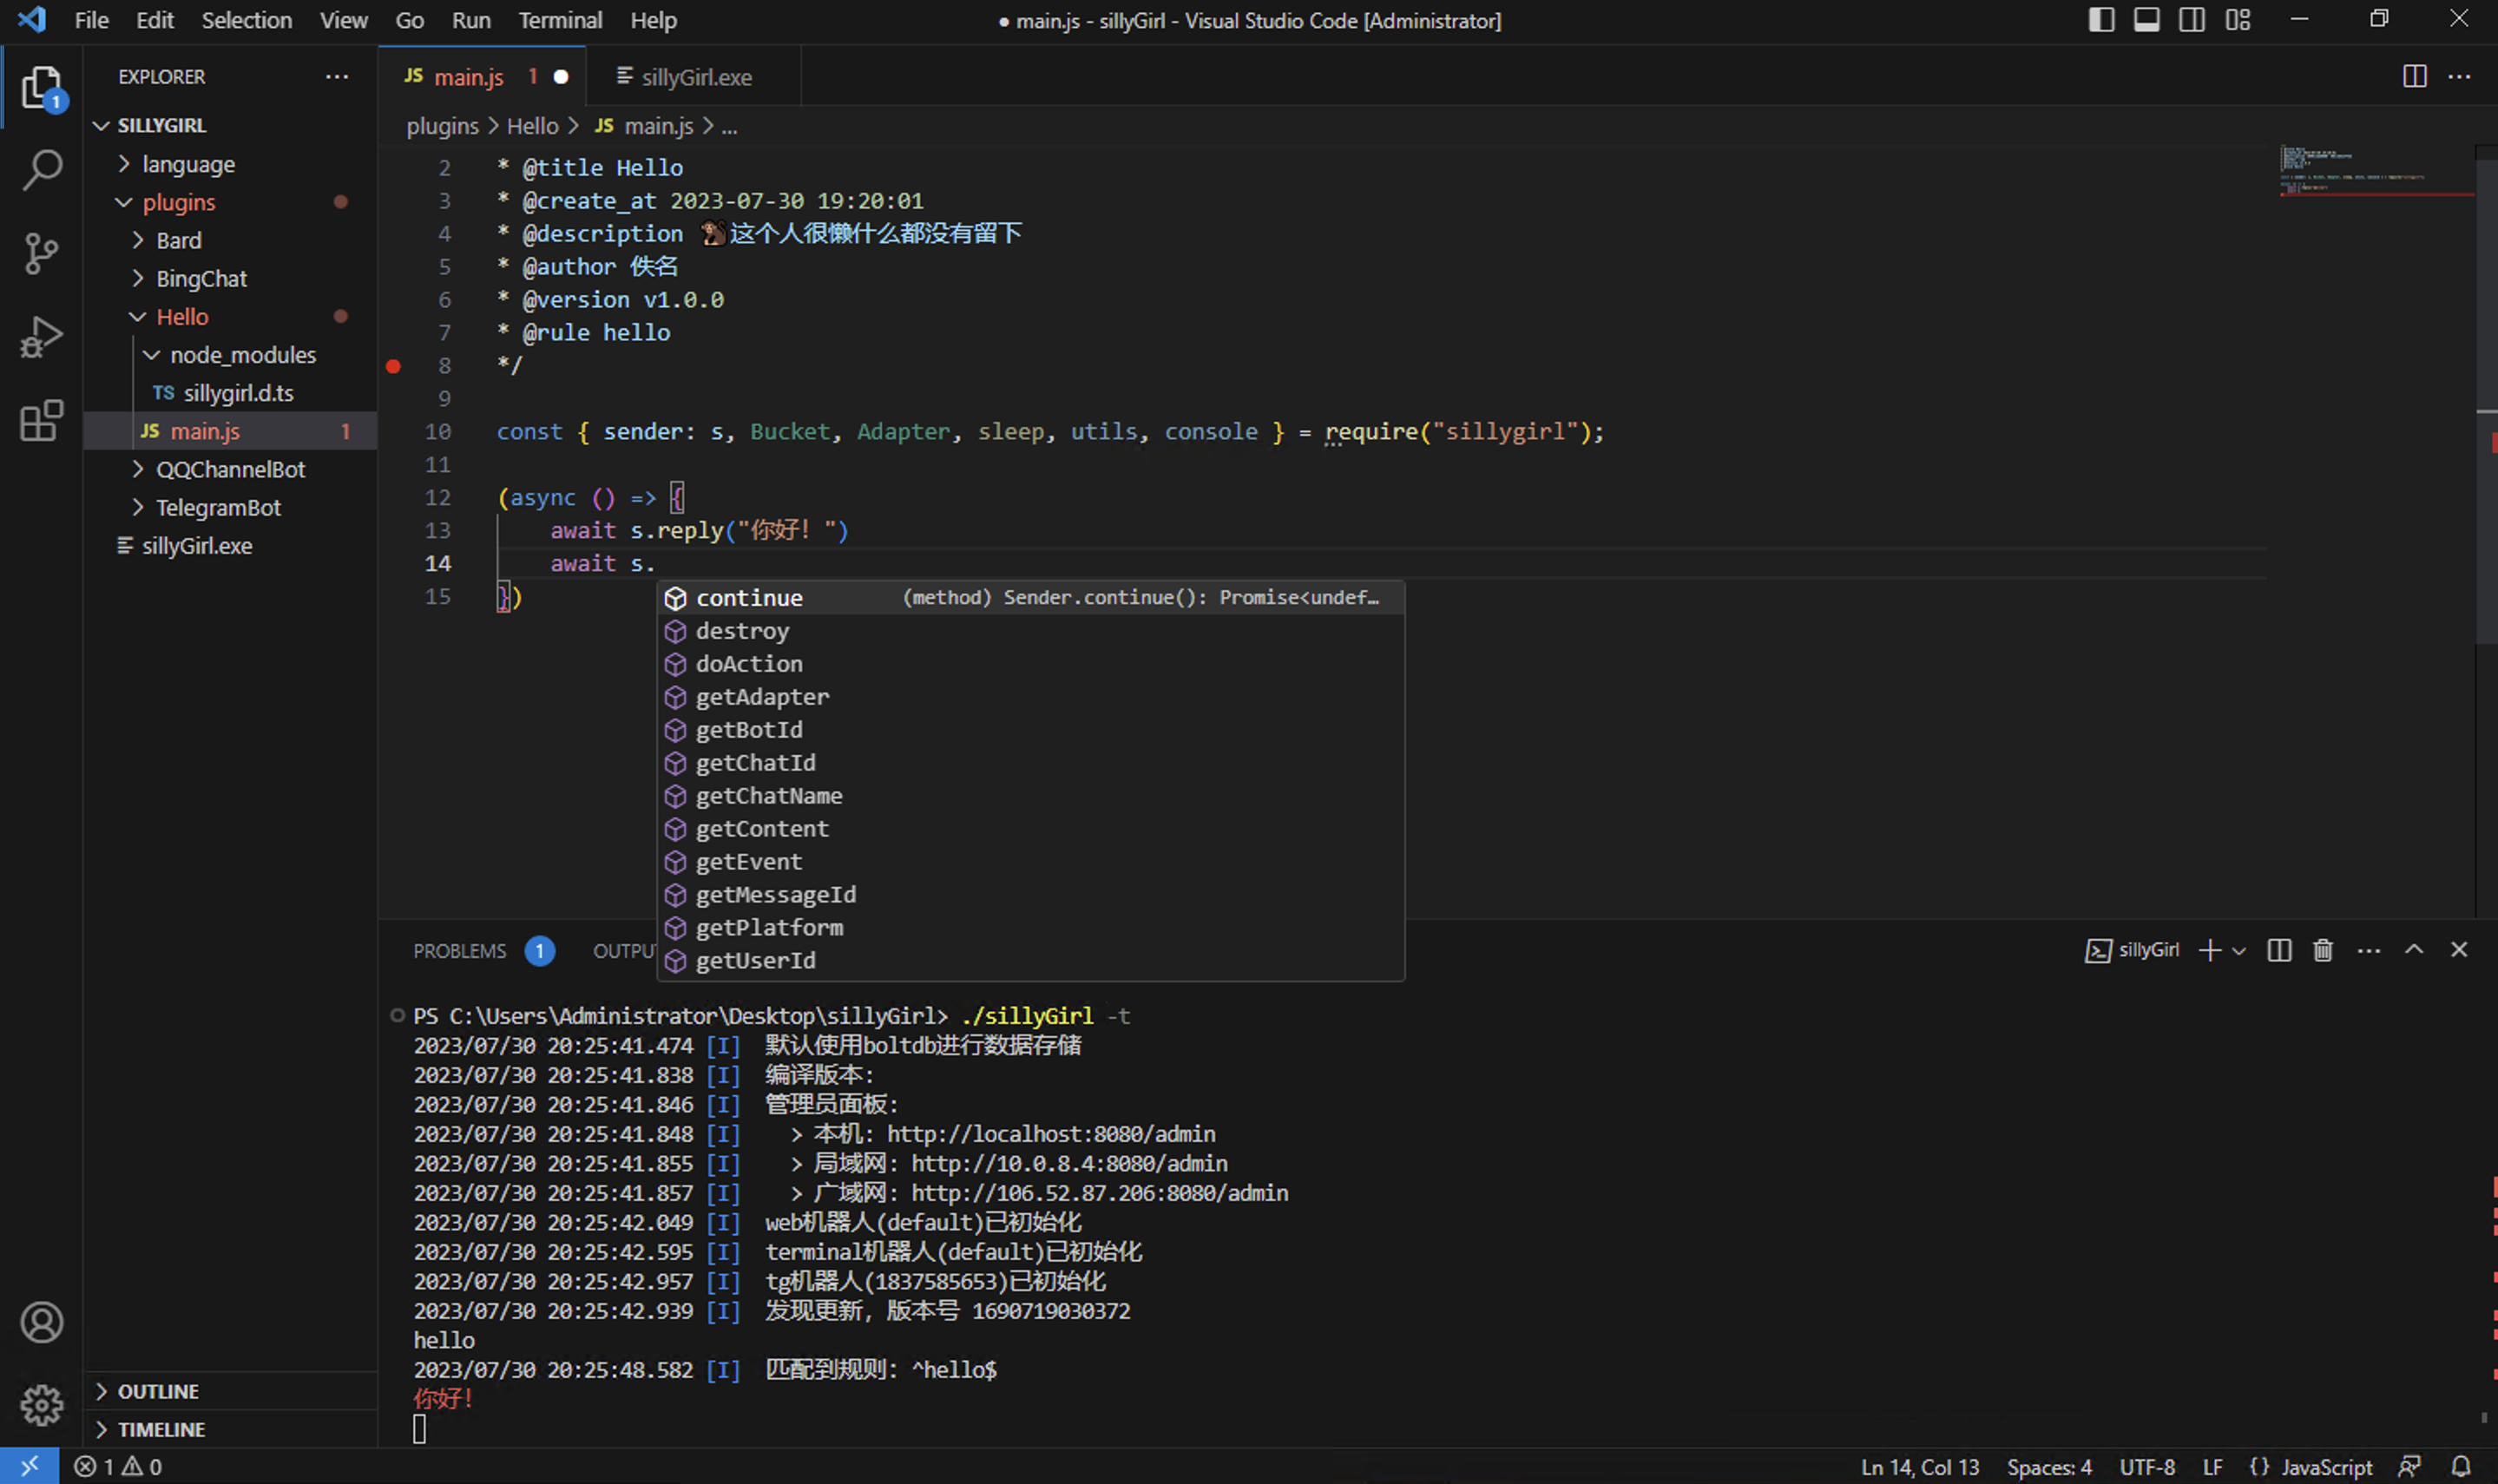 File Edit Selection View Go Run Terminal Help
● main.js - sillyGirl - Visual Studio Code [Administrator]
EXPLORER
SILLYGIRL
language
plugins
Bard
BingChat
Hello
node_modules
TS sillygirl.d.ts
JS main.js 1
QQChannelBot
TelegramBot
sillyGirl.exe
OUTLINE
TIMELINE
1
JS main.js 1
sillyGirl.exe
plugins > Hello > JS main.js > ...
2 * @title Hello
3 * @create_at 2023-07-30 19:20:01
4 * @description 🐒这个人很懒什么都没有留下
5 * @author 佚名
6 * @version v1.0.0
7 * @rule hello
8 */
9
10 const { sender: s, Bucket, Adapter, sleep, utils, console } = require("sillygirl");
11
12 (async () => {
13 await s.reply("你好！")
14 await s.
15 })
continue (method) Sender.continue(): Promise<undef…
destroy
doAction
getAdapter
getBotId
getChatId
getChatName
getContent
getEvent
getMessageId
getPlatform
getUserId
PROBLEMS 1 OUTPU
sillyGirl
PS C:\Users\Administrator\Desktop\sillyGirl> ./sillyGirl -t
2023/07/30 20:25:41.474 [I] 默认使用boltdb进行数据存储
2023/07/30 20:25:41.838 [I] 编译版本：
2023/07/30 20:25:41.846 [I] 管理员面板：
2023/07/30 20:25:41.848 [I] > 本机：http://localhost:8080/admin
2023/07/30 20:25:41.855 [I] > 局域网：http://10.0.8.4:8080/admin
2023/07/30 20:25:41.857 [I] > 广域网：http://106.52.87.206:8080/admin
2023/07/30 20:25:42.049 [I] web机器人(default)已初始化
2023/07/30 20:25:42.595 [I] terminal机器人(default)已初始化
2023/07/30 20:25:42.957 [I] tg机器人(1837585653)已初始化
2023/07/30 20:25:42.939 [I] 发现更新，版本号 1690719030372
hello
2023/07/30 20:25:48.582 [I] 匹配到规则：^hello$
你好！
1 0
Ln 14, Col 13 Spaces: 4 UTF-8 LF {} JavaScript